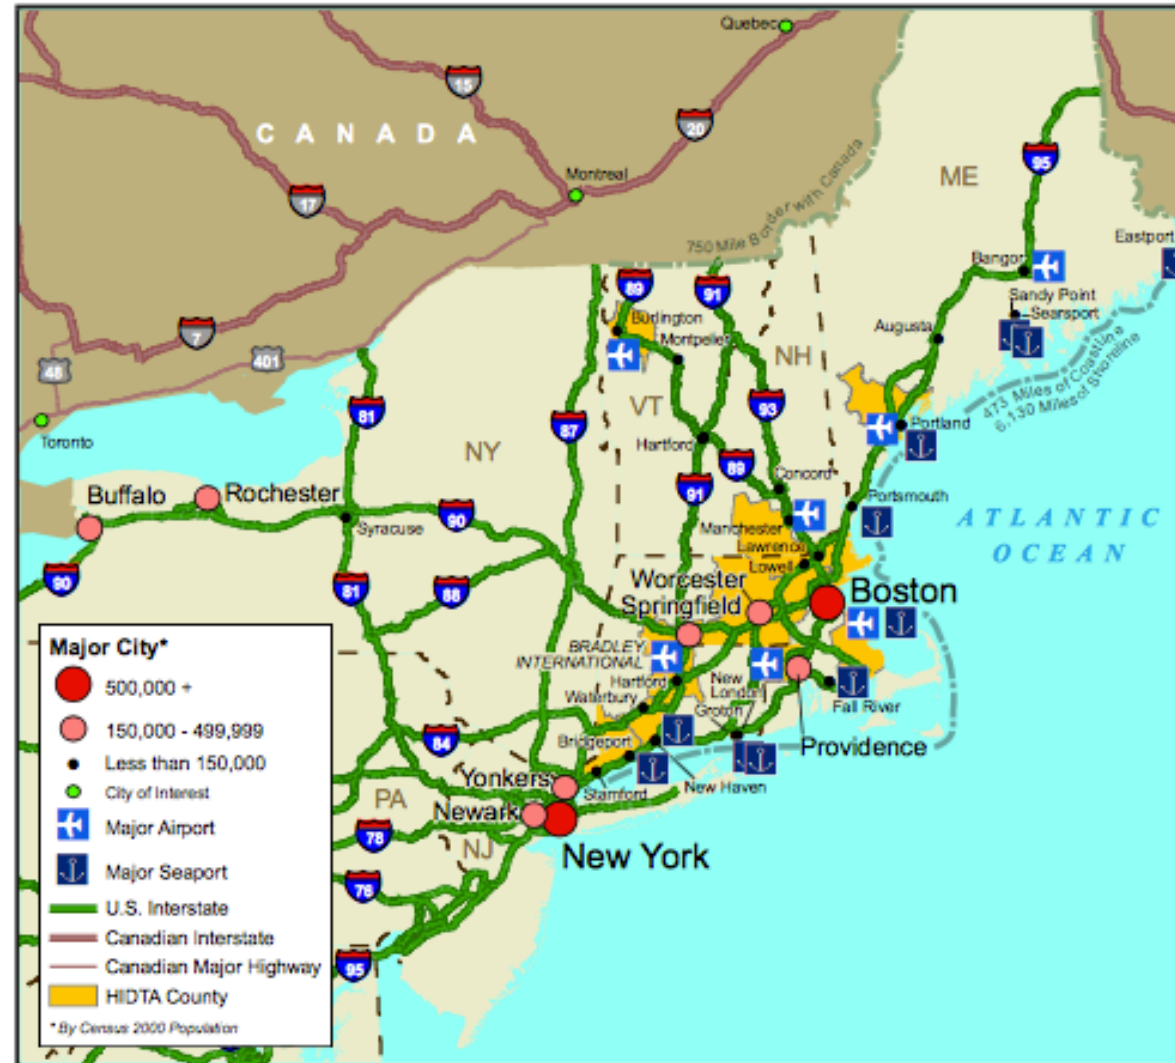 Quebec
15
CANADA
20
95
Montreal
ME
17
750 Mile Border with Canada
Eastport
Bangor
89
91
Sandy Point
Searsport
7
Burlington
Augusta
401
Montpelier
NH
48
473 Miles of Coastline
6,130 Miles of Shoreline
81
93
VT
87
Toronto
Portland
NY
Hartford
89
Concord
Buffalo
Rochester
91
Portsmouth
90
Syracuse
Manchester
ATLANTIC
OCEAN
Lawrence
Lowell
90
81
88
Worcester
Springfield
Boston
BRADLEY
INTERNATIONAL
Hartford
New
London
Waterbury
Groton
Fall River
84
Bridgeport
Providence
Yonkers
Stamford
New Haven
PA
Newark
78
NJ
New York
76
95
Major City*
500,000 +
150,000 - 499,999
Less than 150,000
City of Interest
Major Airport
Major Seaport
U.S. Interstate
Canadian Interstate
Canadian Major Highway
HIDTA County
* By Census 2000 Population